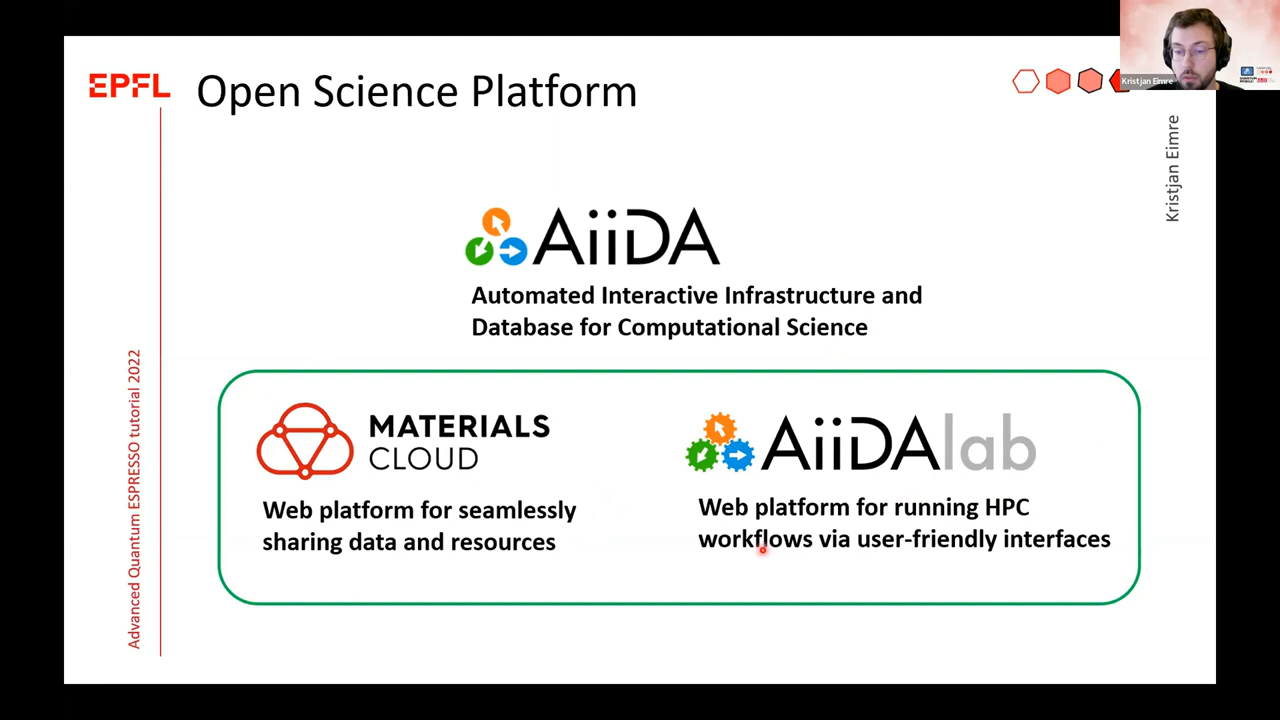 EPFL
Open Science Platform
Kristjan Eimre
Kristjan Eimre
AiiDA
Automated Interactive Infrastructure and
Database for Computational Science
MATERIALS
CLOUD
Web platform for seamlessly
sharing data and resources
AiiDAlab
Web platform for running HPC
workflows via user-friendly interfaces
Advanced Quantum ESPRESSO tutorial 2022